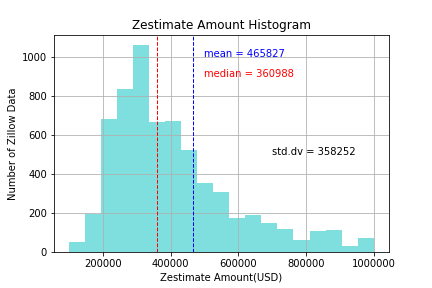 Zestimate Amount Histogram
mean = 465827
median = 360988
std.dv = 358252
Number of Zillow Data
1000
800
600
400
200
0
200000 400000 600000 800000 1000000
Zestimate Amount(USD)